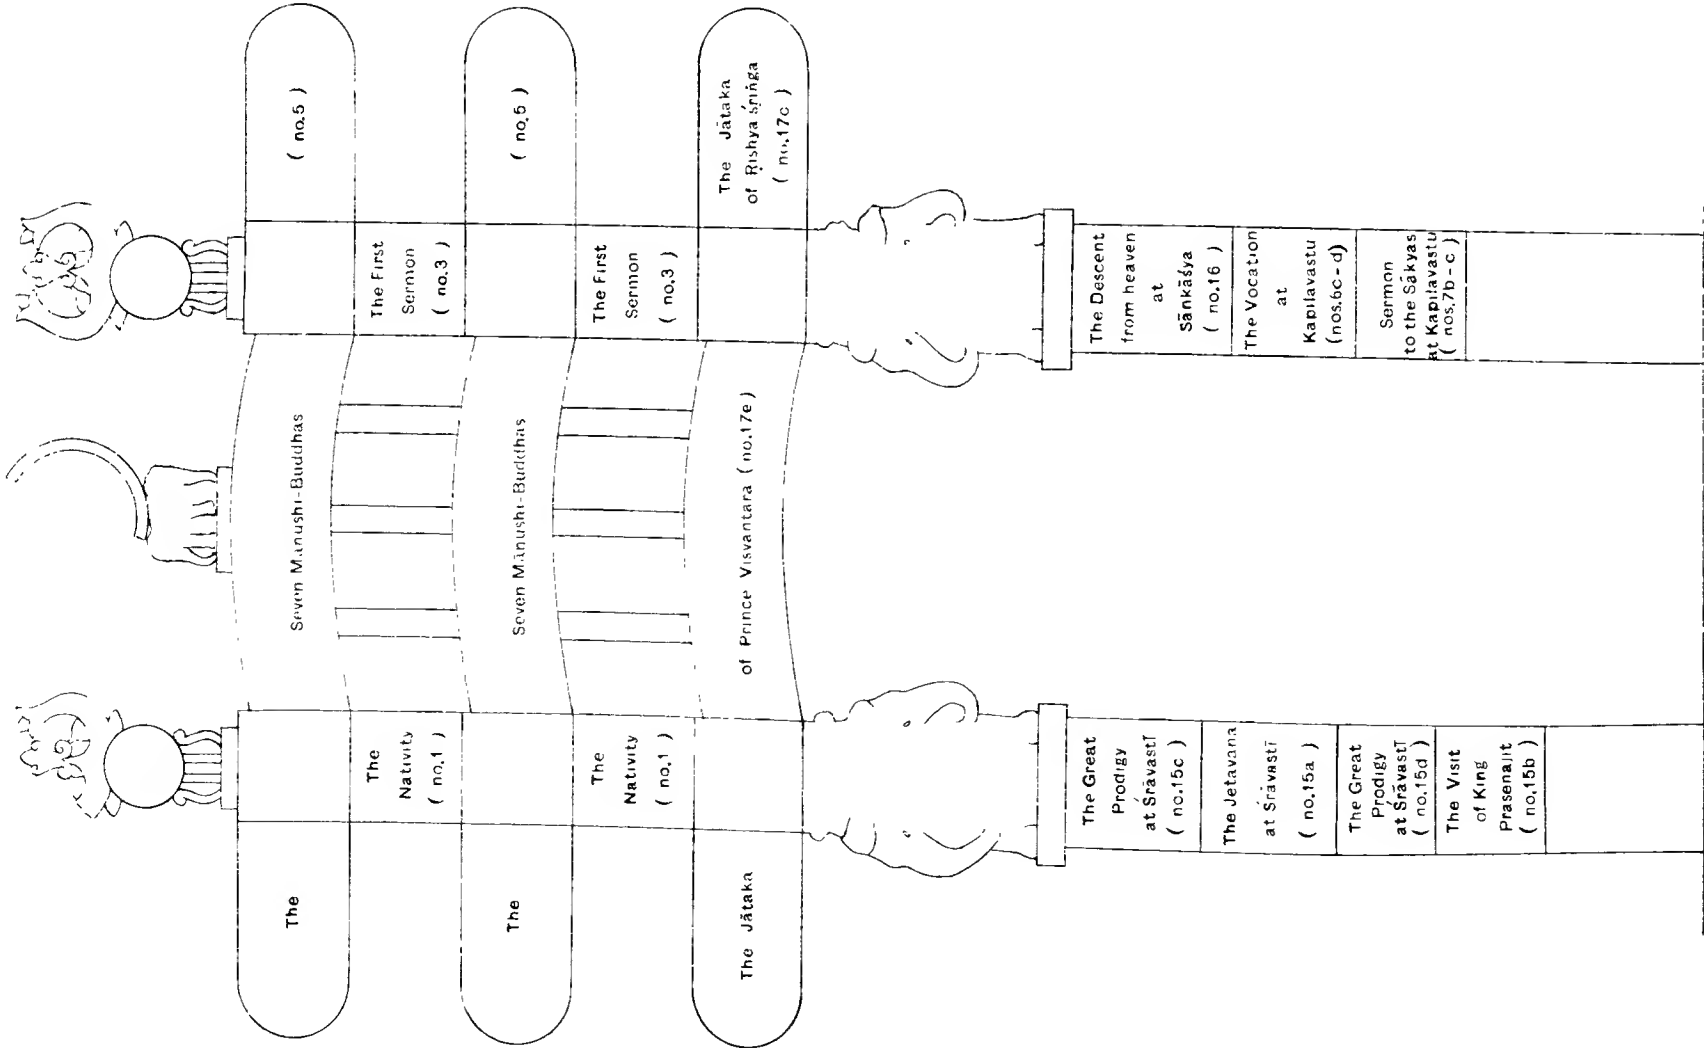 The Seven Mānushi-Buddhas ( no.5 )
The
Nativity
( no.1 )
The First
Sermon
( no.3 )
The Seven Mānushi-Buddhas ( no.5 )
The
Nativity
( no.1 )
The First
Sermon
( no.3 )
The Jātaka of Prince Visvantara ( no.17e )
The Jātaka
of Ṛishya Śṛiṅga
( no.17c )
The Great
Prodigy
at Śrāvastī
( no.15c )
The Jetavana
at Śrāvastī
( no.15a )
The Great
Prodigy
at Śrāvastī
( no.15d )
The Visit
of King
Prasenajit
( no.15b )
The Descent
from heaven
at
Sānkāśya
( no.16 )
The Vocation
at
Kapilavastu
(nos.6c-d)
Sermon
to the Śākyas
at Kapilavastu
( nos.7b-c )